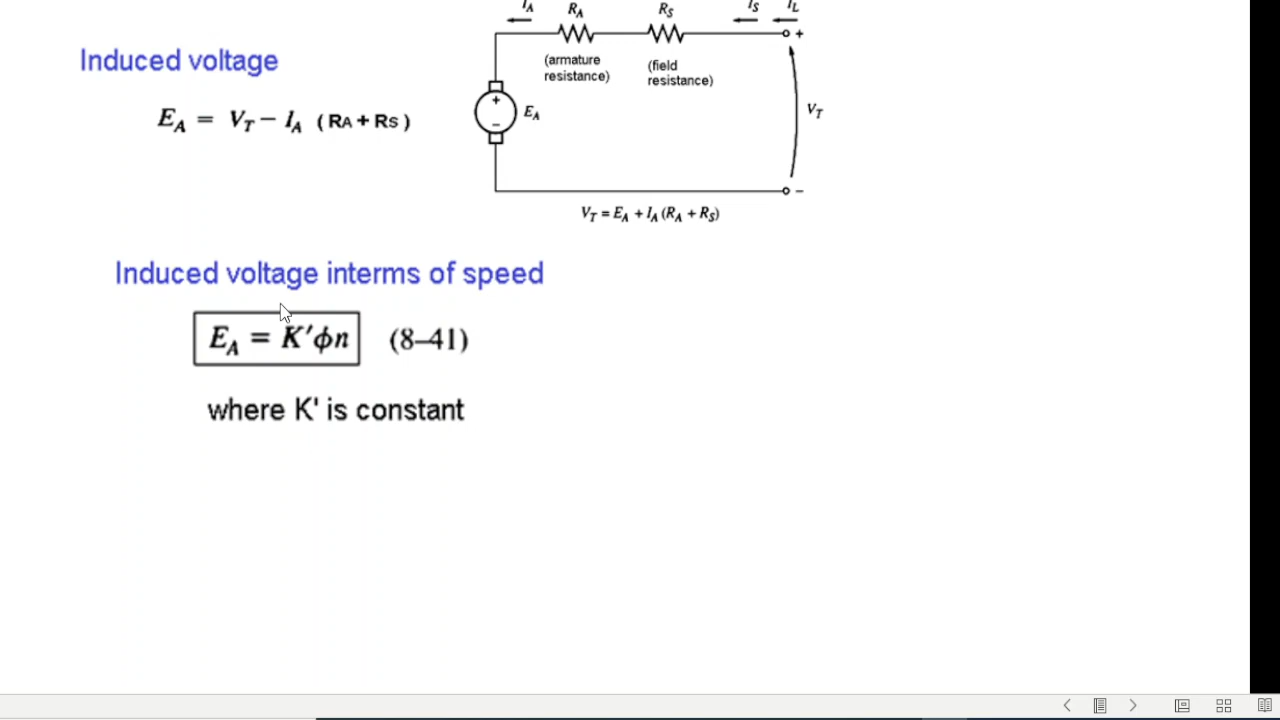 I_A R_A R_S I_S I_L
Induced voltage
(armature resistance)
(field resistance)
+
E_A = V_T − I_A (RA + RS)
+
−
E_A
V_T
−
V_T = E_A + I_A (R_A + R_S)
Induced voltage interms of speed
E_A = K′ϕn (8–41)
where K' is constant